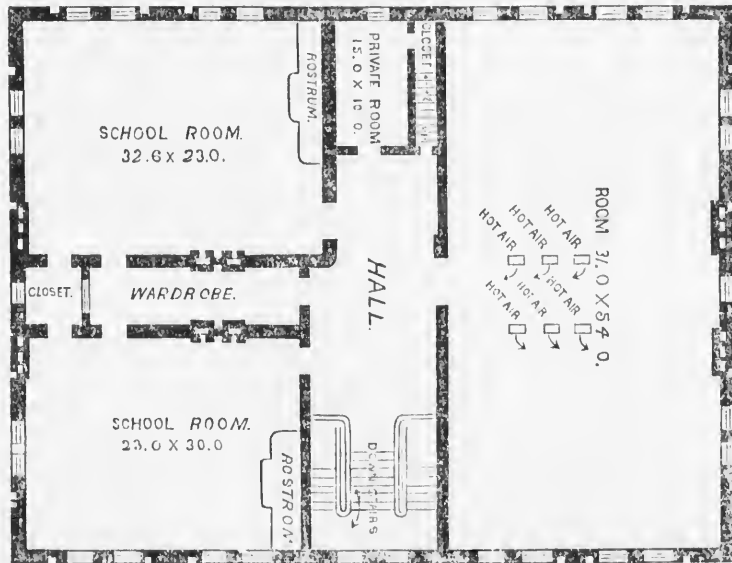 SCHOOL ROOM.
32.6 x 23.0.
ROSTRUM.
PRIVATE ROOM
15.0 X 10 0.
CLOSET
ROOM 31.0 X 54 0.
HOT AIR
HOT AIR
HOT AIR
HOT AIR
HOT AIR
HOT AIR
CLOSET.
WARDROBE.
HALL.
SCHOOL ROOM.
23.0 X 30.0
ROSTRON
DOWN STAIRS